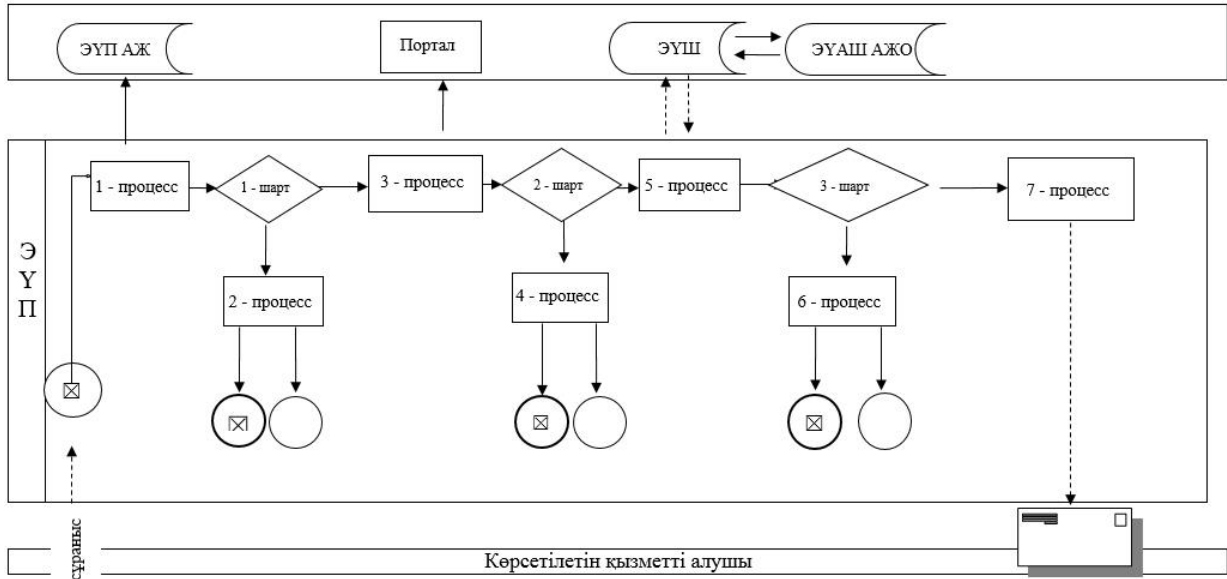 ЭҮП АЖ
Портал
ЭҮШ
ЭҮАШ АЖО
1 - процесс
1 - шарт
3 - процесс
2 - шарт
5 - процесс
3 - шарт
7 - процесс
Э
Ү
П
2 - процесс
4 - процесс
6 - процесс
сұраныс
Көрсетілетін қызметті алушы